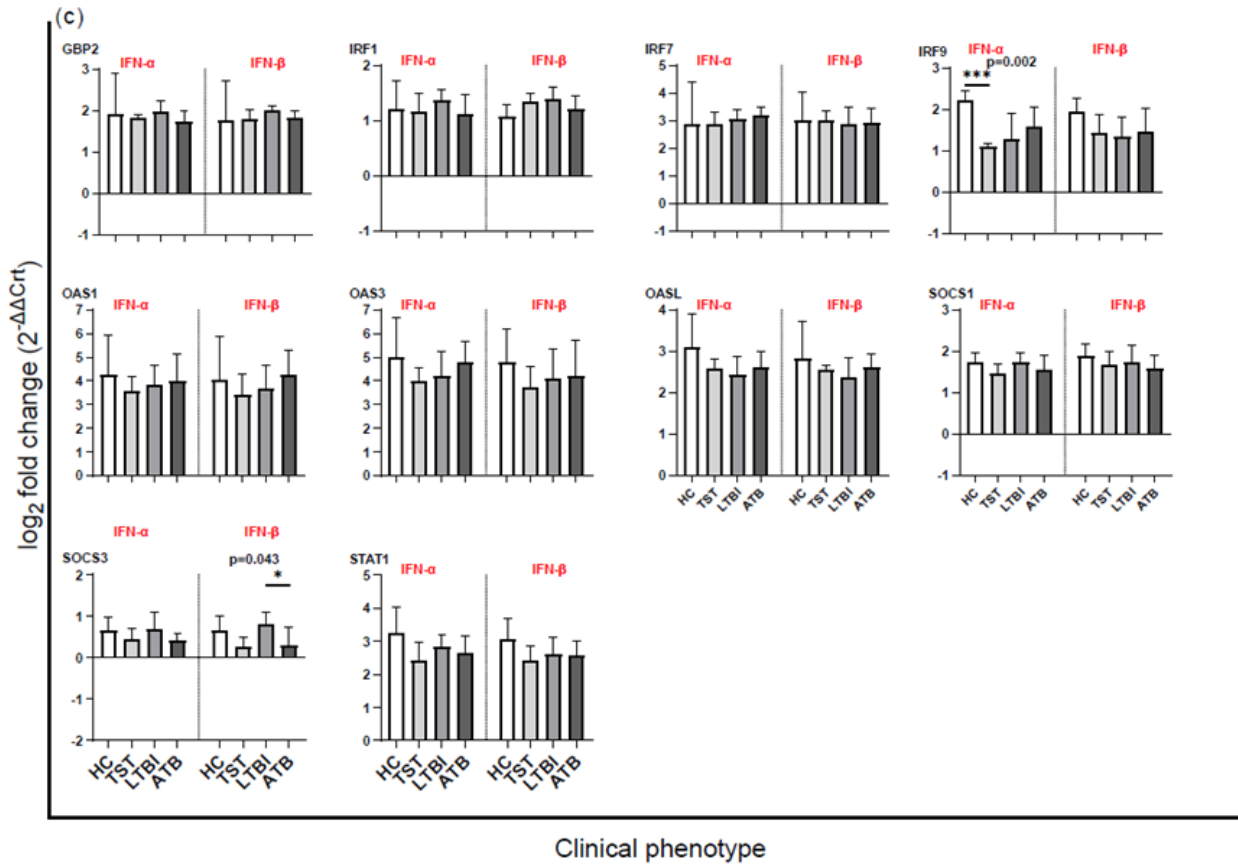 (c)
GBP2
IFN-α
IFN-β
3
2
1
0
-1
IRF1
IFN-α
IFN-β
2
1
0
-1
IRF7
IFN-α
IFN-β
5
4
3
2
1
0
-1
IRF9
IFN-α
IFN-β
*** p=0.002
3
2
1
0
-1
OAS1
IFN-α
IFN-β
7
6
5
4
3
2
1
0
OAS3
IFN-α
IFN-β
7
6
5
4
3
2
1
0
OASL
IFN-α
IFN-β
4
3
2
1
0
HC TST LTBI ATB HC TST LTBI ATB
SOCS1
IFN-α
IFN-β
3
2
1
0
-1
HC TST LTBI ATB HC TST LTBI ATB
SOCS3
IFN-α
IFN-β
p=0.043
*
2
1
0
-1
-2
HC TST LTBI ATB HC TST LTBI ATB
STAT1
IFN-α
IFN-β
5
4
3
2
1
0
HC TST LTBI ATB HC TST LTBI ATB
log2 fold change (2-ΔΔCrt)
Clinical phenotype